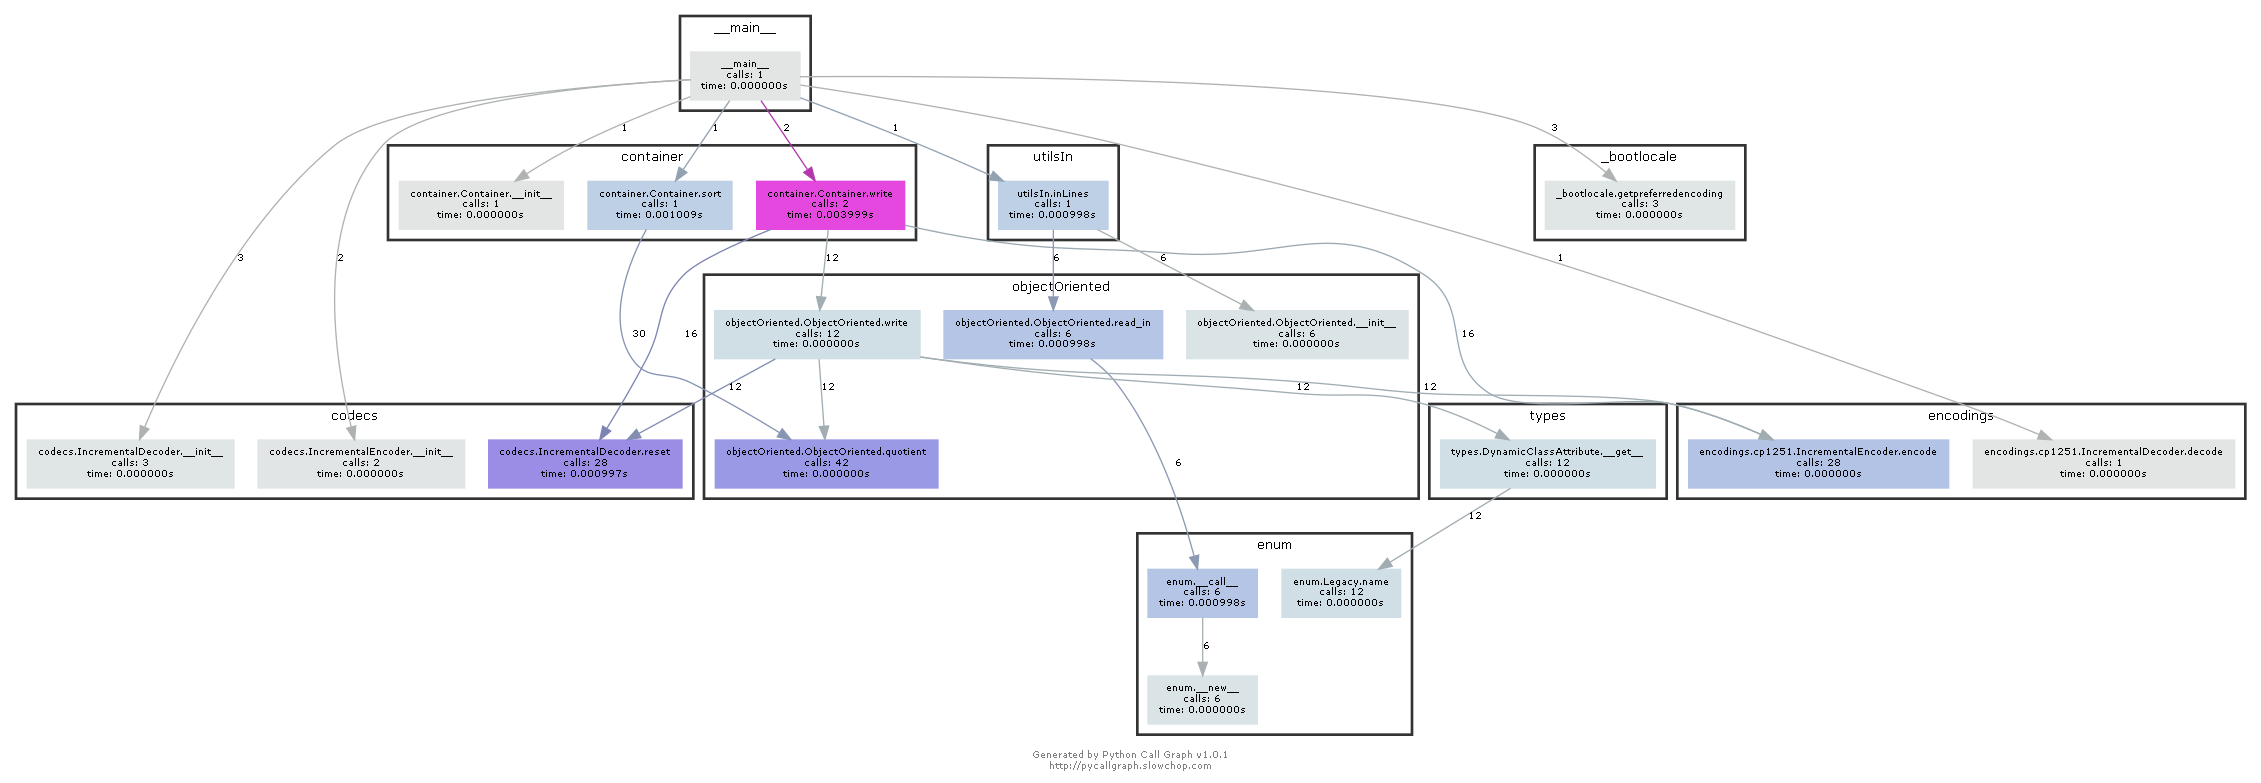 __main__
__main__
calls: 1
time: 0.000000s
1
1
2
1
3
container
container.Container.__init__
calls: 1
time: 0.000000s
container.Container.sort
calls: 1
time: 0.001009s
container.Container.write
calls: 2
time: 0.003999s
utilsIn
utilsIn.inLines
calls: 1
time: 0.000998s
_bootlocale
_bootlocale.getpreferredencoding
calls: 3
time: 0.000000s
3
2
12
6
6
1
objectOriented
objectOriented.ObjectOriented.write
calls: 12
time: 0.000000s
objectOriented.ObjectOriented.read_in
calls: 6
time: 0.000998s
objectOriented.ObjectOriented.__init__
calls: 6
time: 0.000000s
30
16
16
12
12
12
12
objectOriented.ObjectOriented.quotient
calls: 42
time: 0.000000s
codecs
codecs.IncrementalDecoder.__init__
calls: 3
time: 0.000000s
codecs.IncrementalEncoder.__init__
calls: 2
time: 0.000000s
codecs.IncrementalDecoder.reset
calls: 28
time: 0.000997s
types
types.DynamicClassAttribute.__get__
calls: 12
time: 0.000000s
encodings
encodings.cp1251.IncrementalEncoder.encode
calls: 28
time: 0.000000s
encodings.cp1251.IncrementalDecoder.decode
calls: 1
time: 0.000000s
6
12
enum
enum.__call__
calls: 6
time: 0.000998s
enum.Legacy.name
calls: 12
time: 0.000000s
6
enum.__new__
calls: 6
time: 0.000000s
Generated by Python Call Graph v1.0.1
http://pycallgraph.slowchop.com